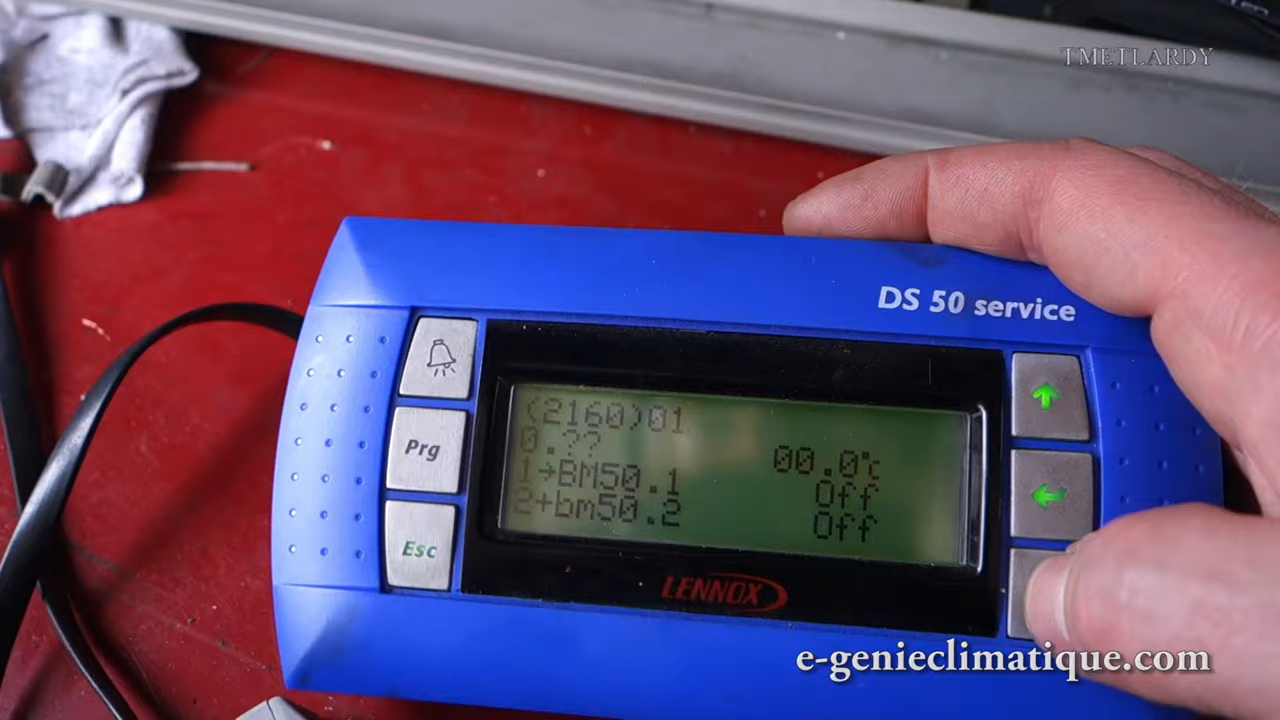 TMETLARDY
DS 50 service
Prg
Esc
(2160)01
0.?? 00.0°c
1→BM50.1 Off
2+bm50.2 Off
LENNOX
e-genieclimatique.com